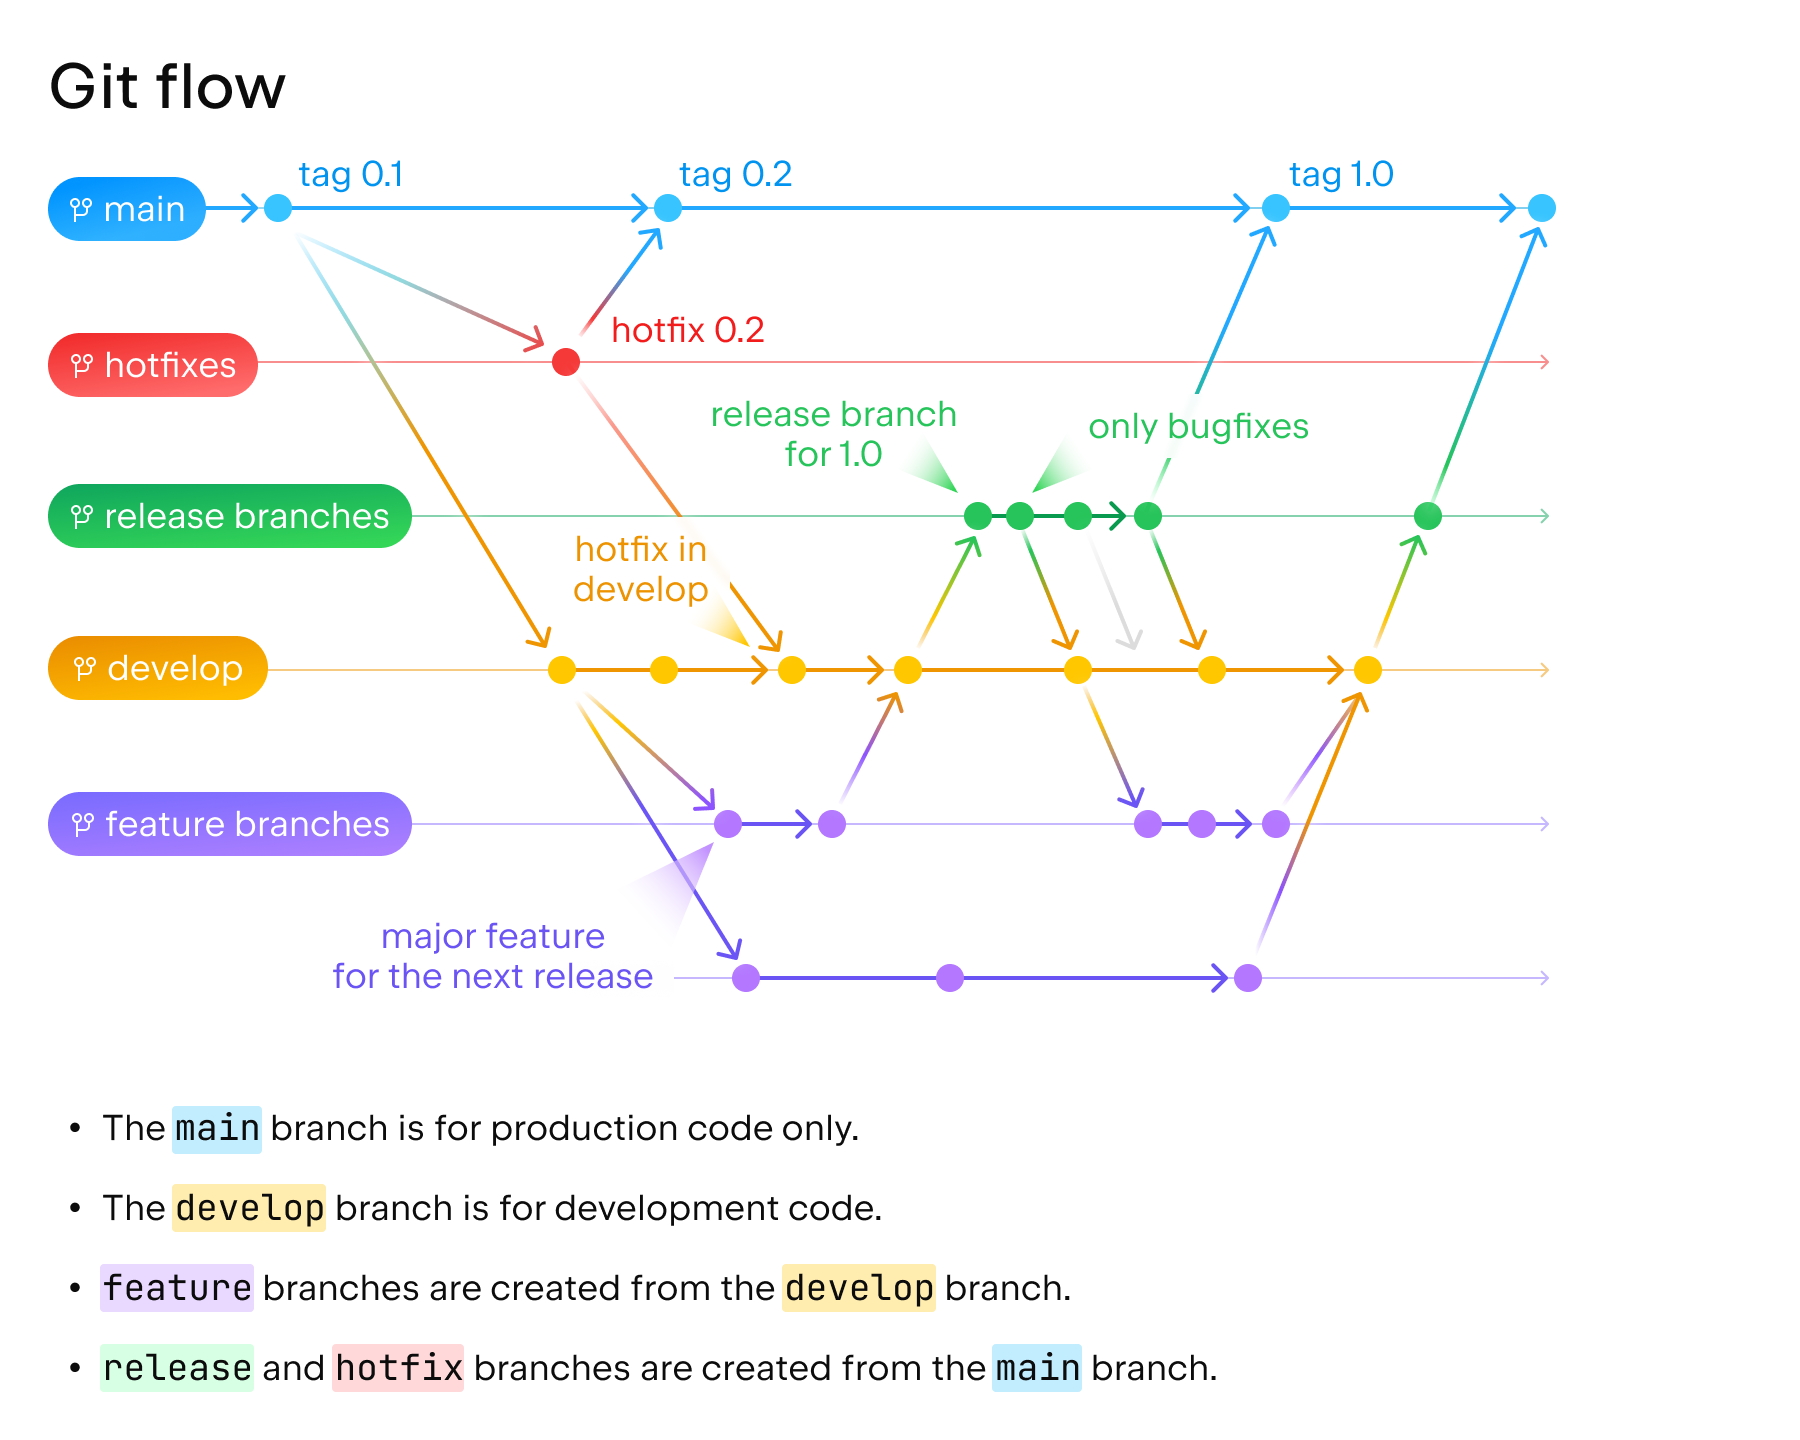 Git flow
tag 0.1
tag 0.2
tag 1.0
main
hotfixes
hotfix 0.2
release branch
for 1.0
only bugfixes
release branches
hotfix in
develop
develop
feature branches
major feature
for the next release
• The main branch is for production code only.
• The develop branch is for development code.
• feature branches are created from the develop branch.
• release and hotfix branches are created from the main branch.